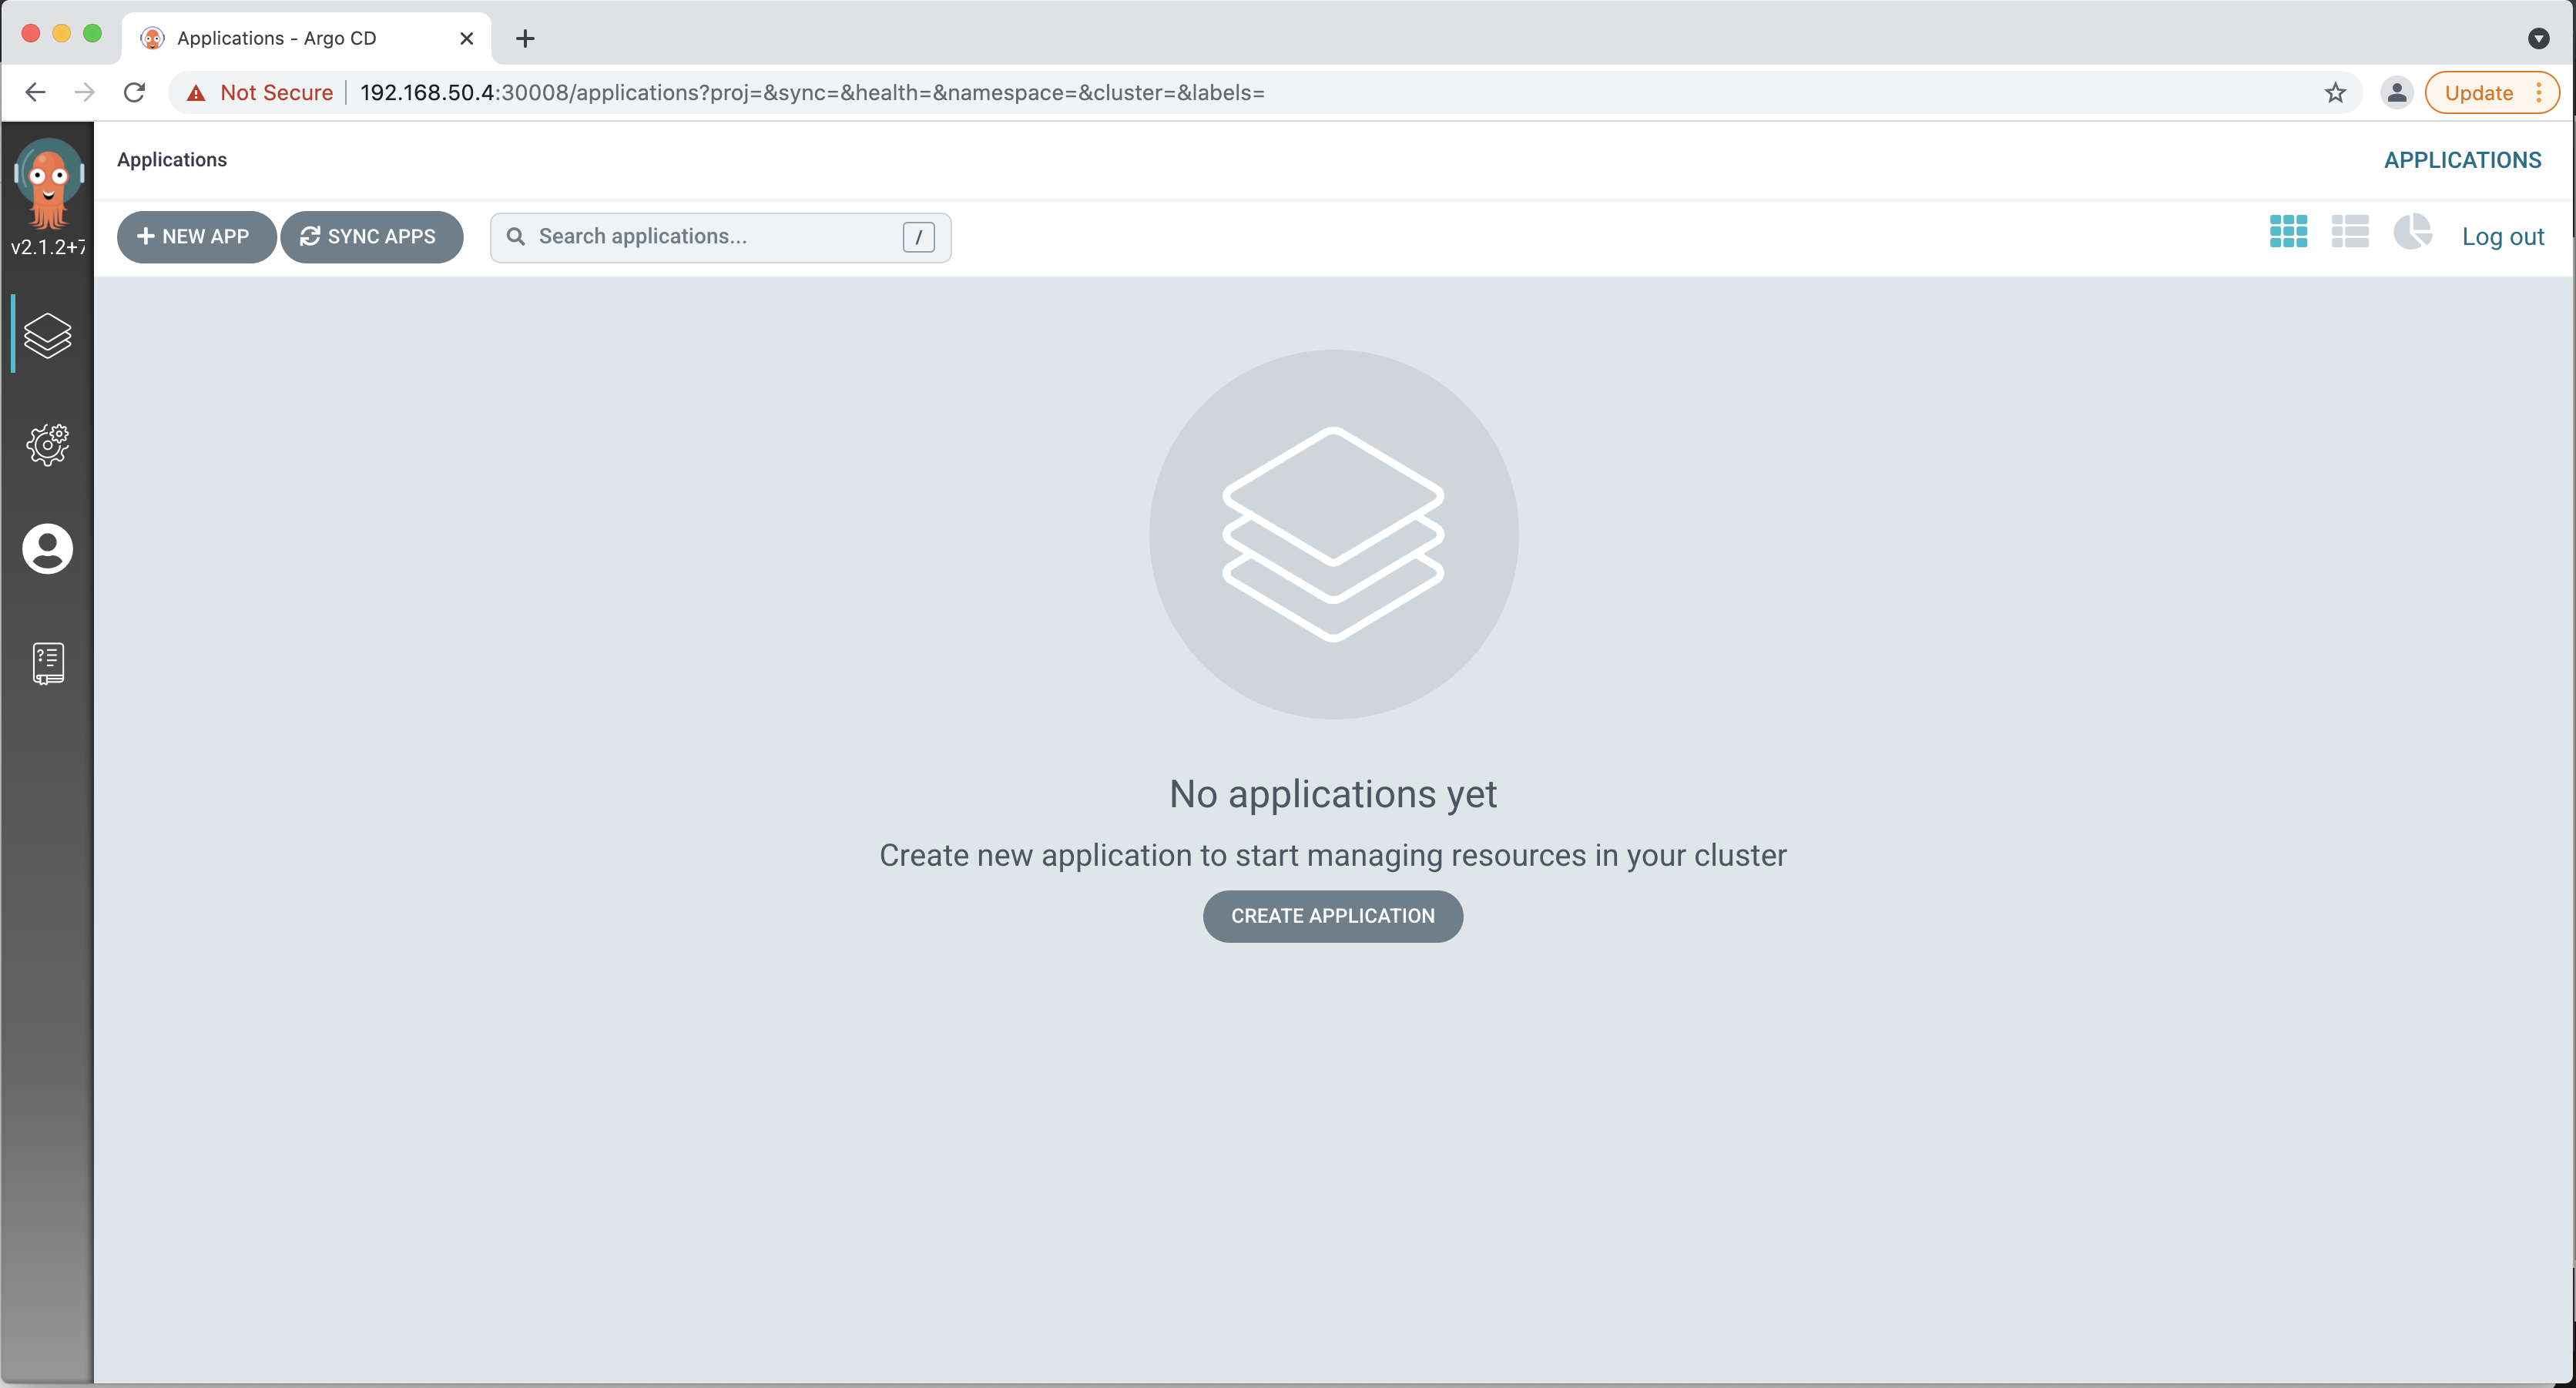 Applications - Argo CD
Not Secure 192.168.50.4:30008/applications?proj=&sync=&health=&namespace=&cluster=&labels=
Update
Applications
APPLICATIONS
v2.1.2+7
NEW APP
SYNC APPS
Search applications...
/
Log out
No applications yet
Create new application to start managing resources in your cluster
CREATE APPLICATION